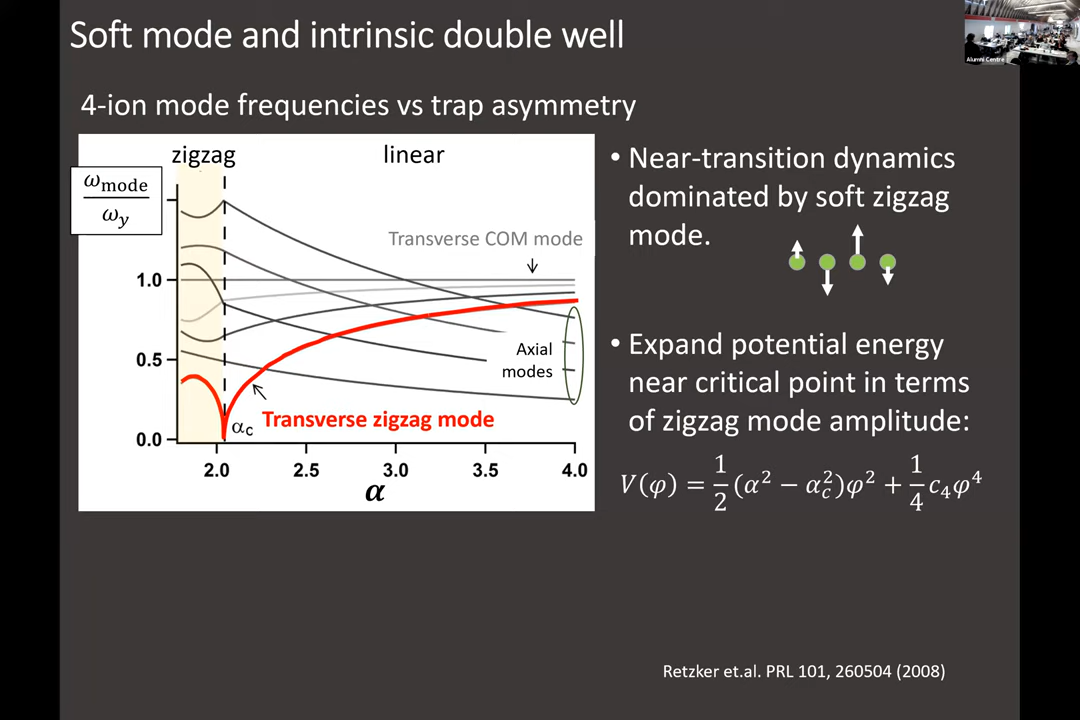 Soft mode and intrinsic double well
Alumni Centre
4-ion mode frequencies vs trap asymmetry
zigzag
linear
ω_mode
ω_y
Transverse COM mode
1.0
0.5
0.0
Axial
modes
Transverse zigzag mode
α_c
2.0 2.5 3.0 3.5 4.0
α
• Near-transition dynamics
dominated by soft zigzag
mode.
• Expand potential energy
near critical point in terms
of zigzag mode amplitude:
V(φ) = 1/2 (α² − α_c²)φ² + 1/4 c₄φ⁴
Retzker et.al. PRL 101, 260504 (2008)